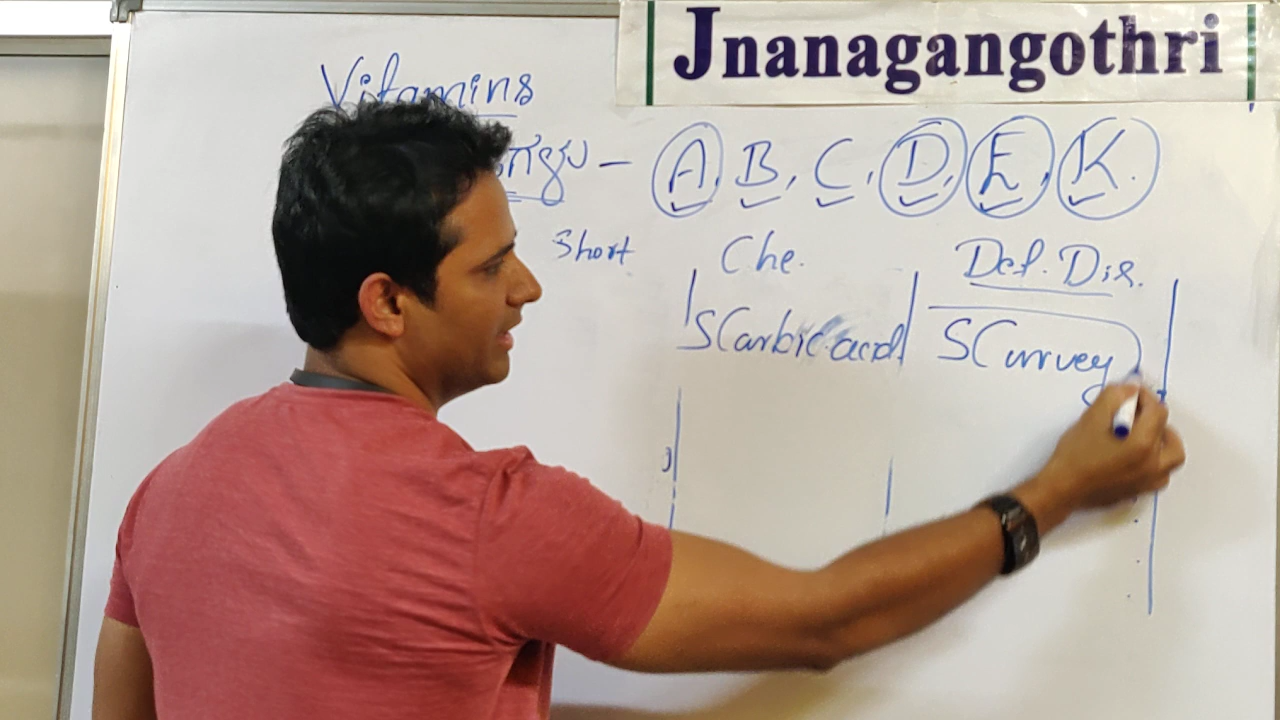 Jnanagangothri
Vitamins
– A, B, C, D, E, K.
Short Che. Def. Dis.
SCarbic acid SCurvey